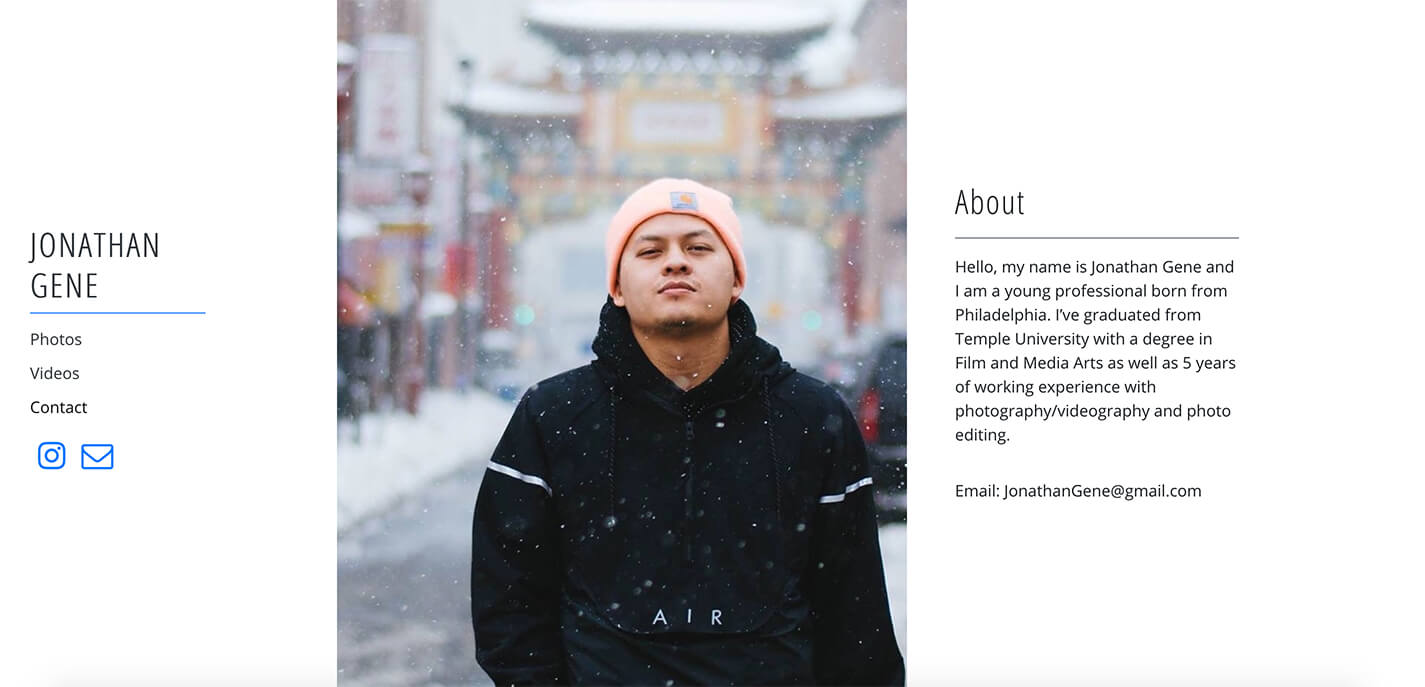 JONATHAN
GENE
Photos
Videos
Contact
AIR
About
Hello, my name is Jonathan Gene and
I am a young professional born from
Philadelphia. I’ve graduated from
Temple University with a degree in
Film and Media Arts as well as 5 years
of working experience with
photography/videography and photo
editing.
Email: JonathanGene@gmail.com